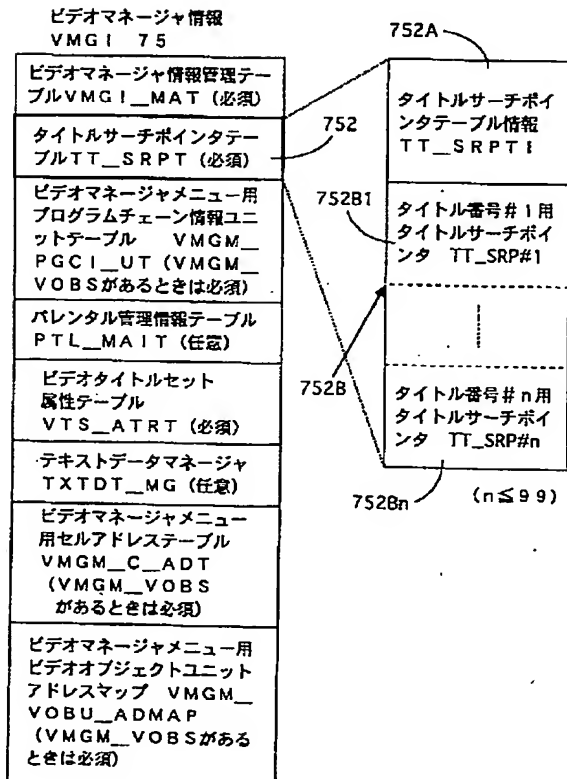 ビデオマネージャ情報
VMGI 75
ビデオマネージャ情報管理テー
ブルVMGI__MAT (必須)
タイトルサーチポインタテー
ブルTT__SRPT (必須)
ビデオマネージャメニュー用
プログラムチェーン情報ユニ
ットテーブル VMGM__
PGCI__UT (VMGM__
VOBSがあるときは必須)
パレンタル管理情報テーブル
PTL__MAIT (任意)
ビデオタイトルセット
属性テーブル
VTS__ATRT (必須)
テキストデータマネージャ
TXTDT__MG (任意)
ビデオマネージャメニュー
用セルアドレステーブル
VMGM__C__ADT
(VMGM__VOBS
があるときは必須)
ビデオマネージャメニュー用
ビデオオブジェクトユニット
アドレスマップ VMGM__
VOBU__ADMAP
(VMGM__VOBSがある
ときは必須)
752
752A
タイトルサーチポイ
ンタテーブル情報
TT__SRPTI
752B1
タイトル番号#1用
タイトルサーチポイ
ンタ TT_SRP#1
752B
タイトル番号#n用
タイトルサーチポイ
ンタ TT_SRP#n
752Bn
(n≦99)